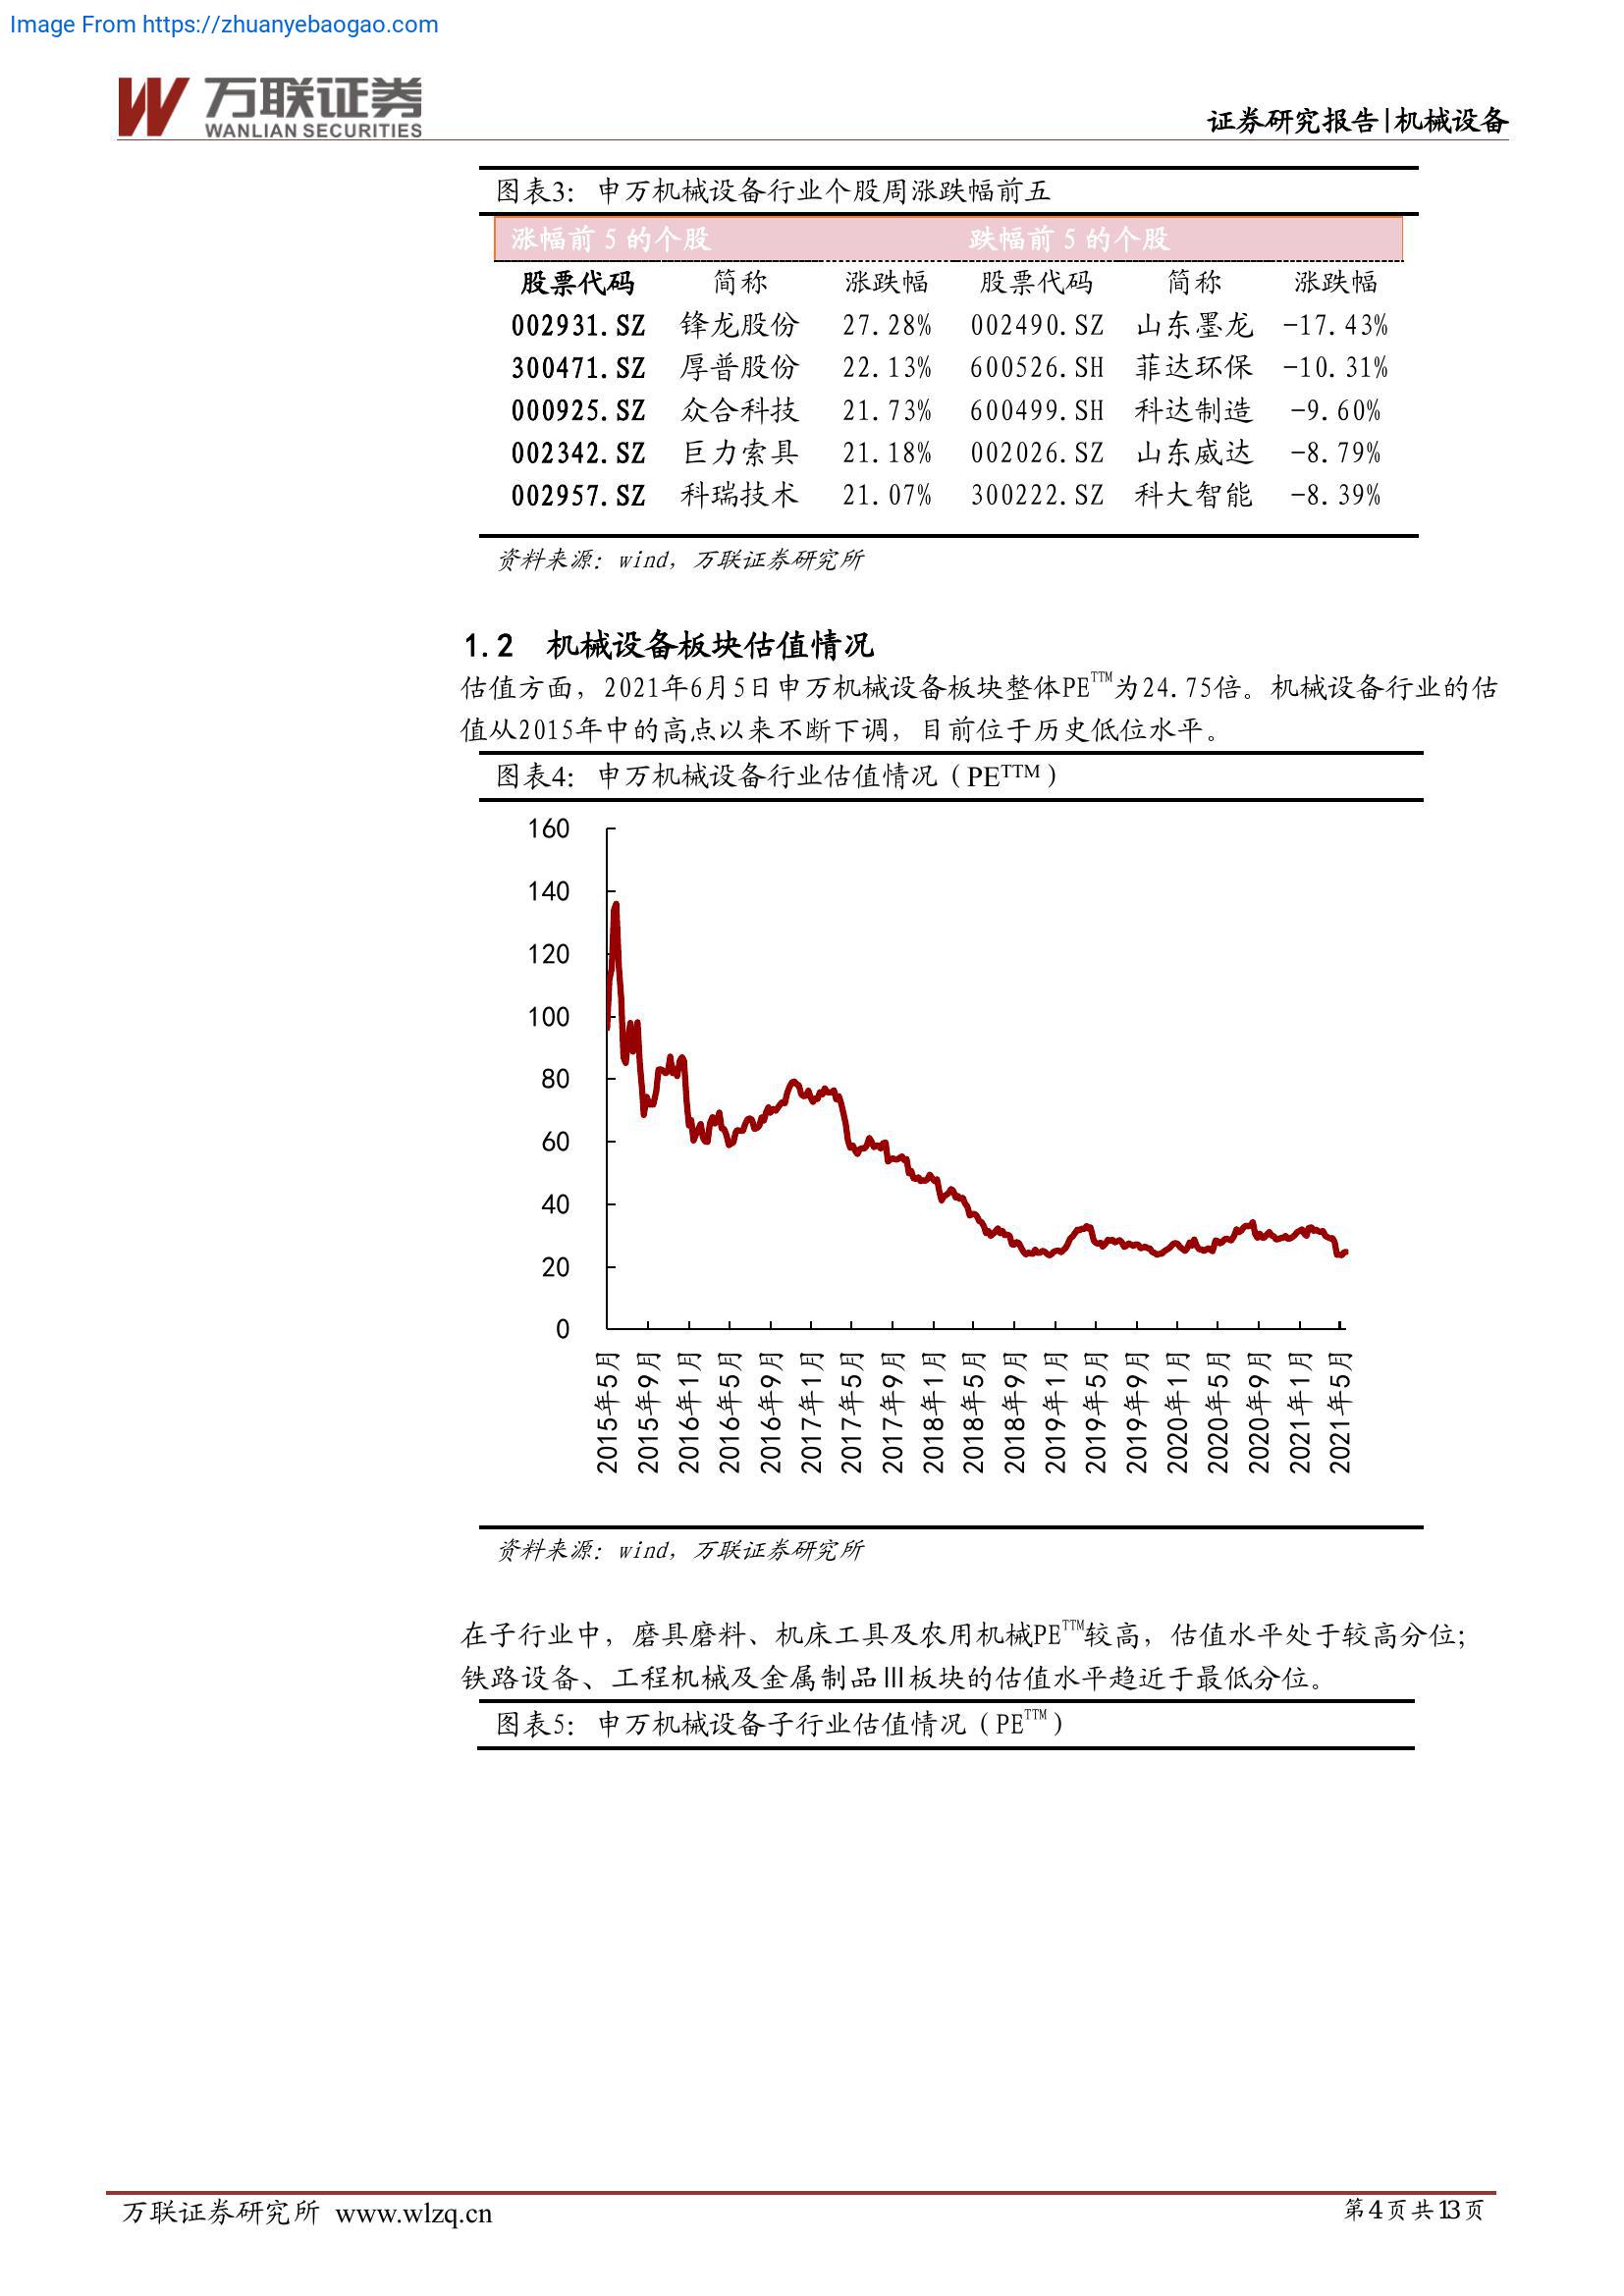 Image From https://zhuanyebaogao.com
万联证券
WANLIAN SECURITIES
证券研究报告|机械设备
图表3：申万机械设备行业个股周涨跌幅前五
涨幅前 5 的个股 跌幅前 5 的个股
股票代码 简称 涨跌幅 股票代码 简称 涨跌幅
002931.SZ 锋龙股份 27.28% 002490.SZ 山东墨龙 -17.43%
300471.SZ 厚普股份 22.13% 600526.SH 菲达环保 -10.31%
000925.SZ 众合科技 21.73% 600499.SH 科达制造 -9.60%
002342.SZ 巨力索具 21.18% 002026.SZ 山东威达 -8.79%
002957.SZ 科瑞技术 21.07% 300222.SZ 科大智能 -8.39%
资料来源：wind，万联证券研究所
1.2 机械设备板块估值情况
估值方面，2021年6月5日申万机械设备板块整体PETTM为24.75倍。机械设备行业的估
值从2015年中的高点以来不断下调，目前位于历史低位水平。
图表4：申万机械设备行业估值情况（PETTM）
160
140
120
100
80
60
40
20
0
2015年5月
2015年9月
2016年1月
2016年5月
2016年9月
2017年1月
2017年5月
2017年9月
2018年1月
2018年5月
2018年9月
2019年1月
2019年5月
2019年9月
2020年1月
2020年5月
2020年9月
2021年1月
2021年5月
资料来源：wind，万联证券研究所
在子行业中，磨具磨料、机床工具及农用机械PETTM较高，估值水平处于较高分位；
铁路设备、工程机械及金属制品Ⅲ板块的估值水平趋近于最低分位。
图表5：申万机械设备子行业估值情况（PETTM）
万联证券研究所 www.wlzq.cn
第4页共13页